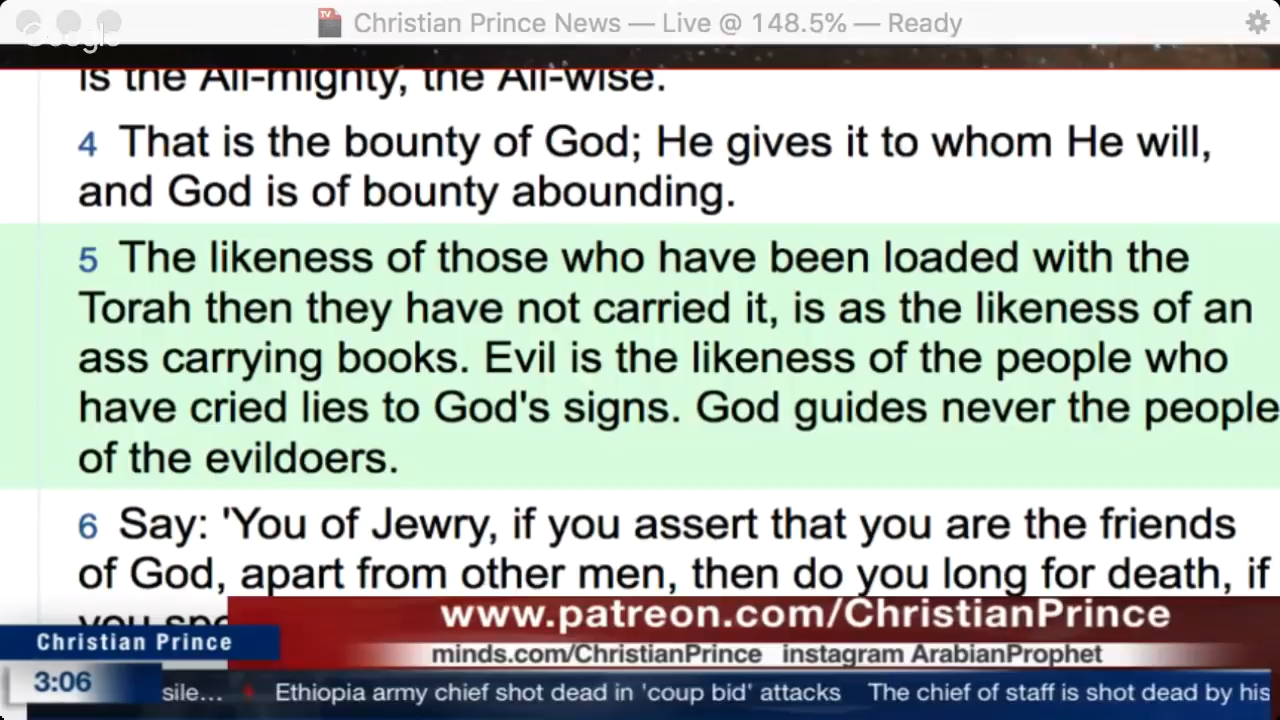 Christian Prince News — Live @ 148.5% — Ready
Google
is the All-mighty, the All-wise.
4 That is the bounty of God; He gives it to whom He will,
and God is of bounty abounding.
5 The likeness of those who have been loaded with the
Torah then they have not carried it, is as the likeness of an
ass carrying books. Evil is the likeness of the people who
have cried lies to God's signs. God guides never the people
of the evildoers.
6 Say: 'You of Jewry, if you assert that you are the friends
of God, apart from other men, then do you long for death, if
you spe
www.patreon.com/ChristianPrince
Christian Prince
minds.com/ChristianPrince instagram ArabianProphet
3:06
sile... Ethiopia army chief shot dead in 'coup bid' attacks The chief of staff is shot dead by his